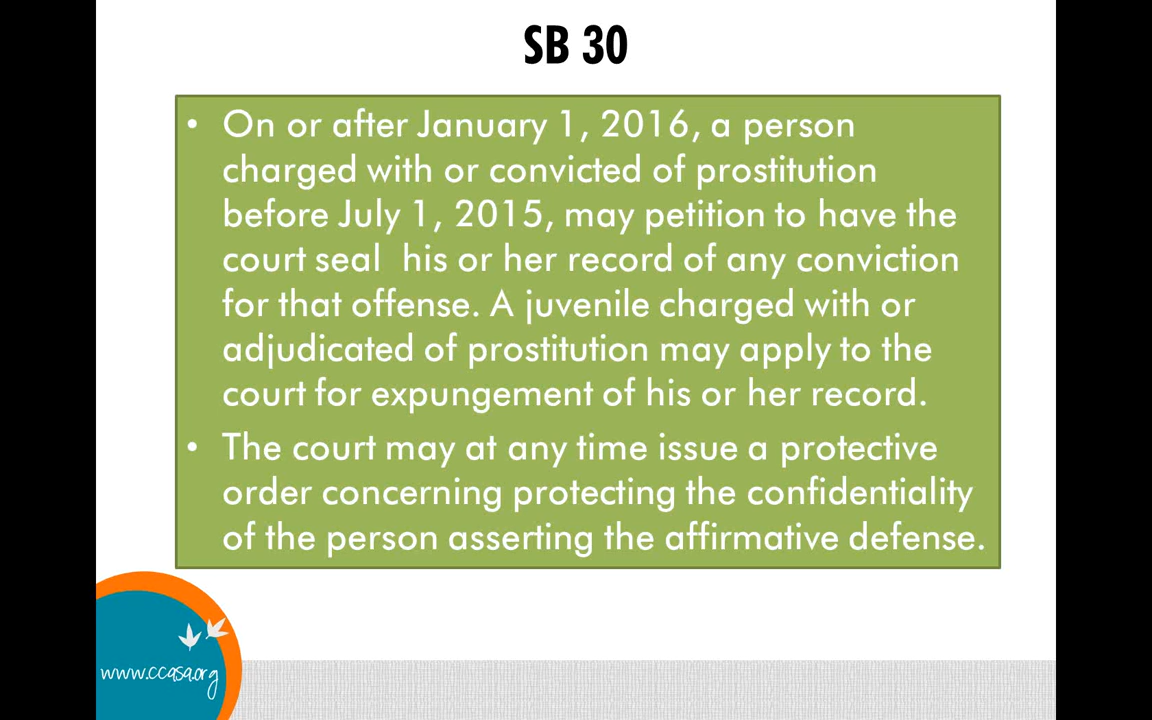 SB 30
• On or after January 1, 2016, a person
charged with or convicted of prostitution
before July 1, 2015, may petition to have the
court seal  his or her record of any conviction
for that offense. A juvenile charged with or
adjudicated of prostitution may apply to the
court for expungement of his or her record.
• The court may at any time issue a protective
order concerning protecting the confidentiality
of the person asserting the affirmative defense.
www.ccasa.org